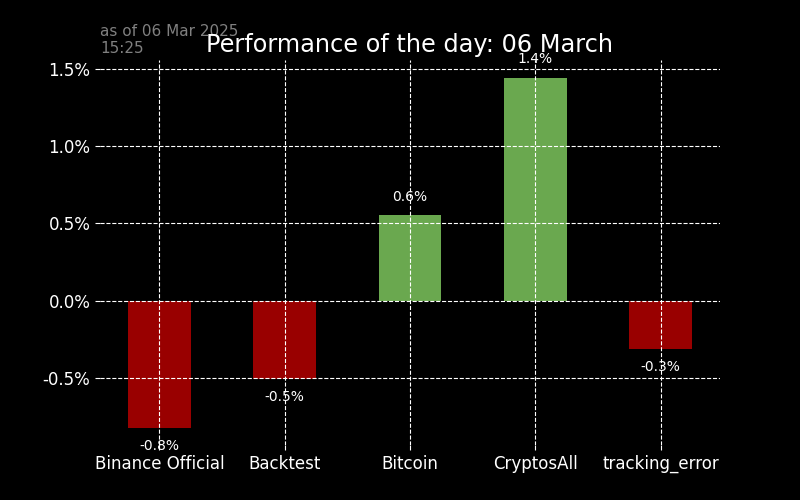 as of 06 Mar 2025
15:25
Performance of the day: 06 March
1.5%
1.0%
0.5%
0.0%
-0.5%
-0.8%
-0.5%
0.6%
1.4%
-0.3%
Binance Official
Backtest
Bitcoin
CryptosAll
tracking_error